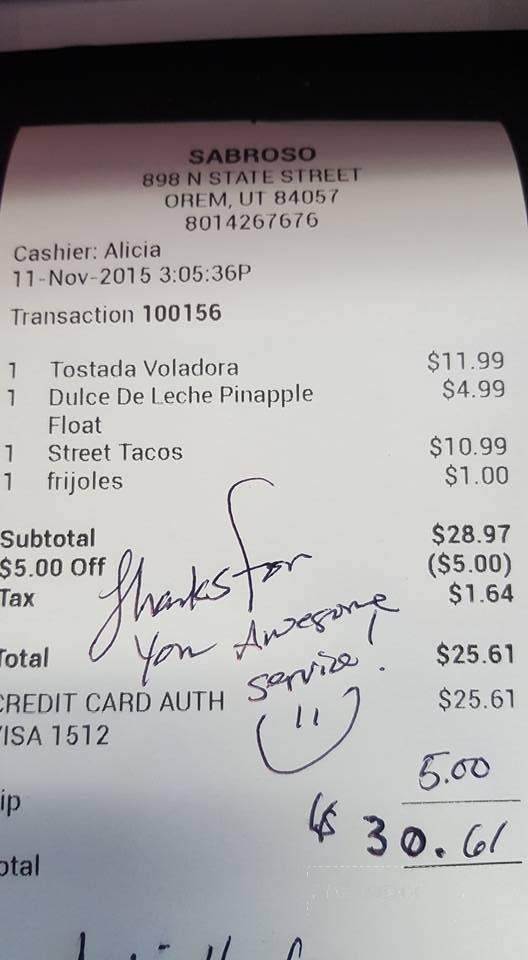 SABROSO
898 N STATE STREET
OREM, UT 84057
8014267676
Cashier: Alicia
11-Nov-2015 3:05:36P
Transaction 100156
1 Tostada Voladora $11.99
1 Dulce De Leche Pinapple $4.99
Float
1 Street Tacos $10.99
1 frijoles $1.00
Subtotal $28.97
$5.00 Off ($5.00)
Tax $1.64
Thanks for
You Awesome
service!
Total $25.61
CREDIT CARD AUTH $25.61
VISA 1512
ip 5.00
otal $ 30.61